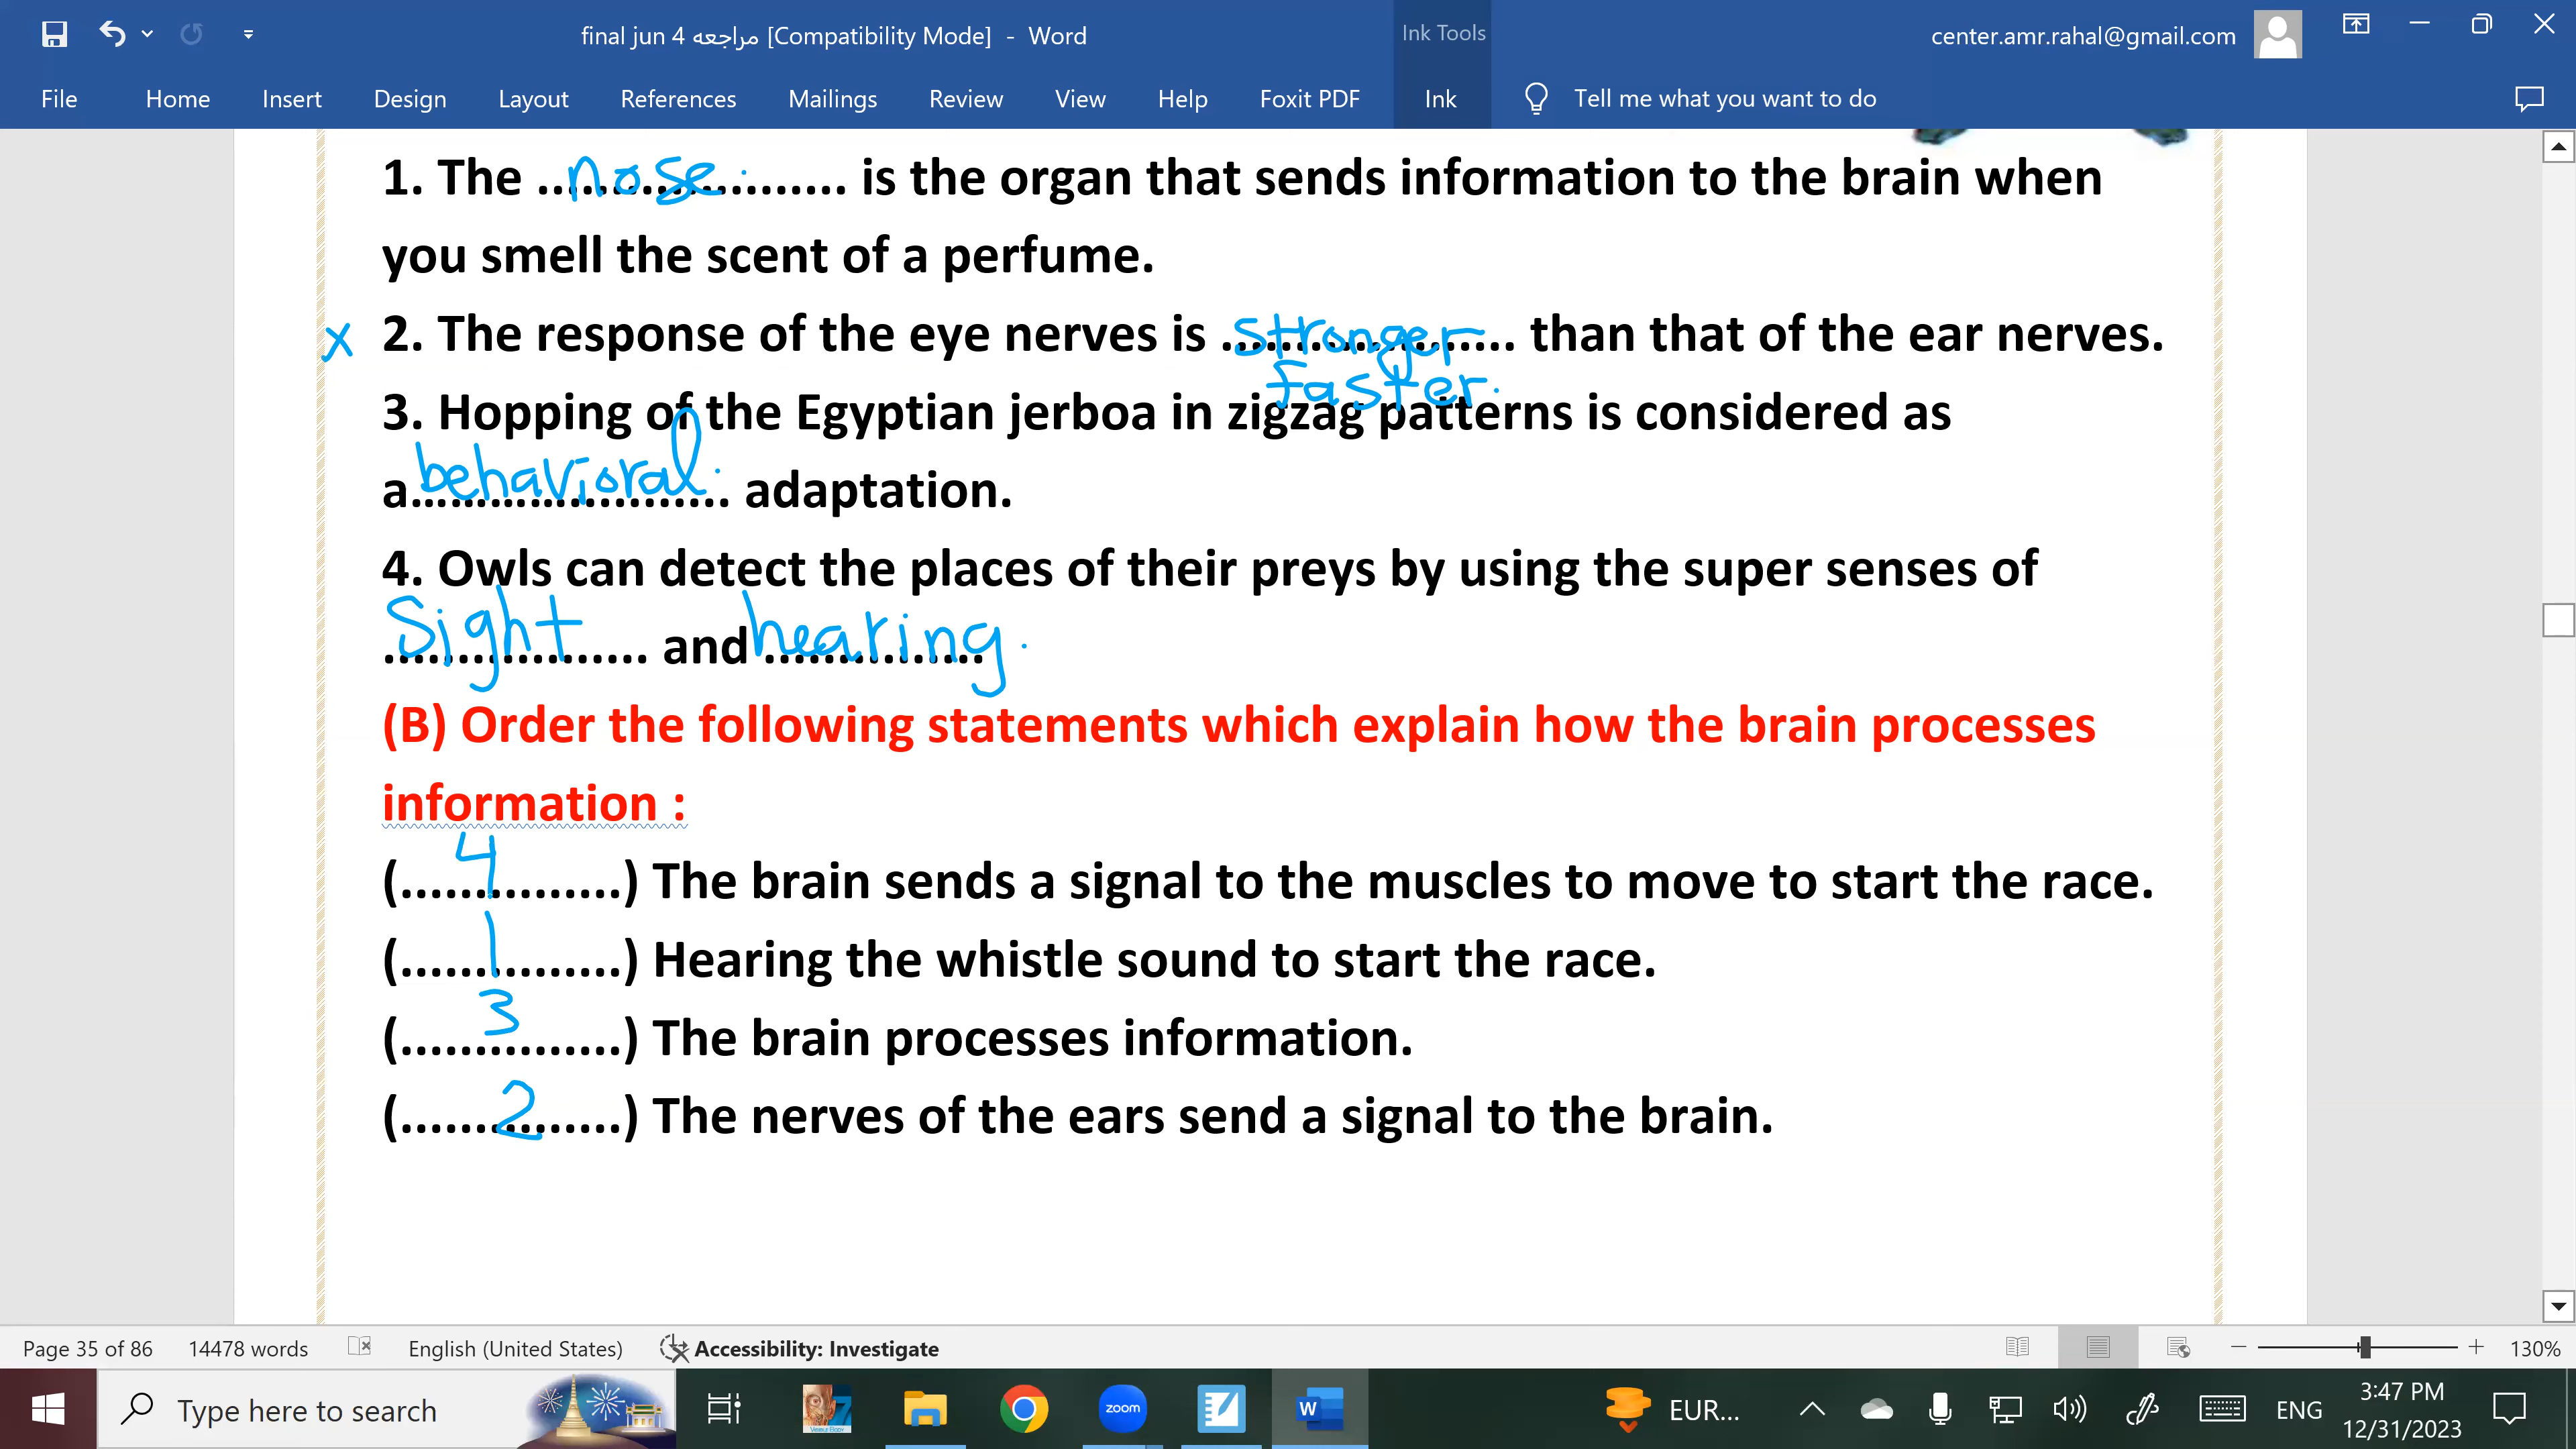 final jun 4 مراجعه [Compatibility Mode] - Word
Ink Tools
center.amr.rahal@gmail.com
File Home Insert Design Layout References Mailings Review View Help Foxit PDF Ink Tell me what you want to do
1. The ...nose... is the organ that sends information to the brain when
you smell the scent of a perfume.
x 2. The response of the eye nerves is ...stronger... than that of the ear nerves.
faster.
3. Hopping of the Egyptian jerboa in zigzag patterns is considered as
a...behavioral... adaptation.
4. Owls can detect the places of their preys by using the super senses of
...Sight... and ...hearing...
(B) Order the following statements which explain how the brain processes
information :
(...4...) The brain sends a signal to the muscles to move to start the race.
(...1...) Hearing the whistle sound to start the race.
(...3...) The brain processes information.
(...2...) The nerves of the ears send a signal to the brain.
Page 35 of 86 14478 words English (United States) Accessibility: Investigate 130%
Type here to search zoom W EUR... ENG 3:47 PM
12/31/2023